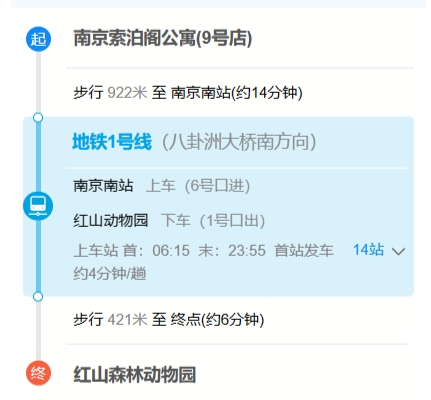 起
南京索泊阁公寓(9号店)
步行 922米 至 南京南站(约14分钟)
地铁1号线（八卦洲大桥南方向）
南京南站 上车（6号口进）
红山动物园 下车（1号口出）
上车站 首：06:15 末：23:55 首站发车 14站
约4分钟/趟
步行 421米 至 终点(约6分钟)
终
红山森林动物园